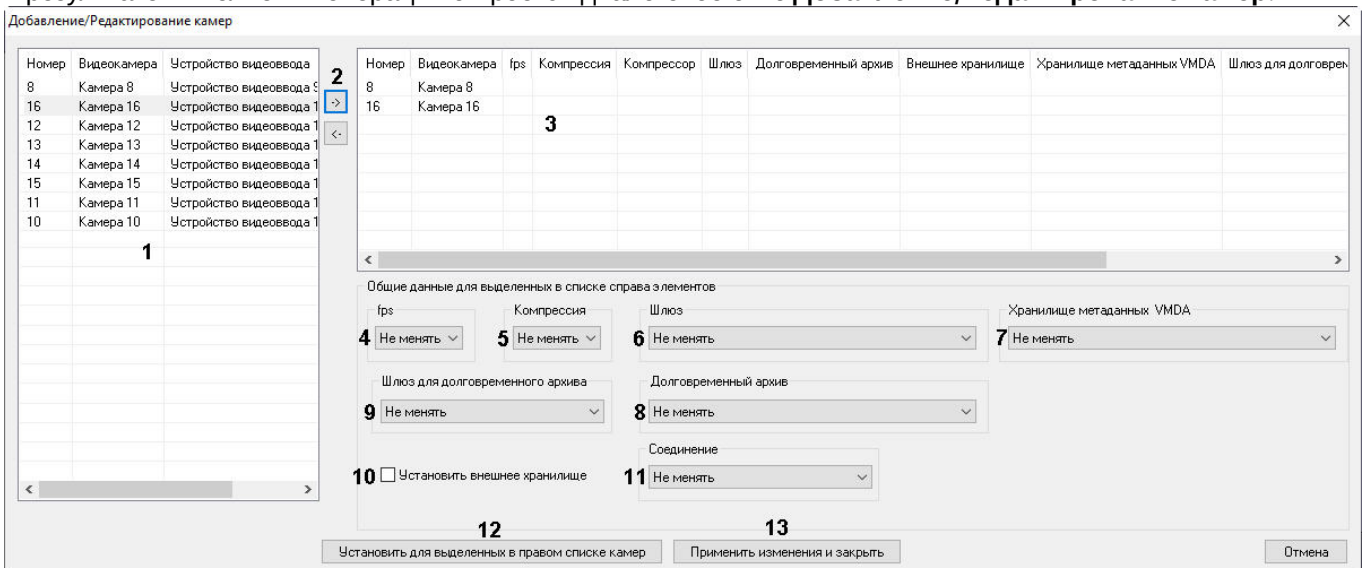 Добавление/Редактирование камер
Номер Видеокамера Устройство видеоввода
8 Камера 8 Устройство видеоввода 9
16 Камера 16 Устройство видеоввода 1
12 Камера 12 Устройство видеоввода 1
13 Камера 13 Устройство видеоввода 1
14 Камера 14 Устройство видеоввода 1
15 Камера 15 Устройство видеоввода 1
11 Камера 11 Устройство видеоввода 1
10 Камера 10 Устройство видеоввода 1
1
2
->
<-
Номер Видеокамера fps Компрессия Компрессор Шлюз Долговременный архив Внешнее хранилище Хранилище метаданных VMDA Шлюз для долговрем
8 Камера 8
16 Камера 16
3
Общие данные для выделенных в списке справа элементов
fps Компрессия Шлюз Хранилище метаданных VMDA
4 Не менять 5 Не менять 6 Не менять 7 Не менять
Шлюз для долговременного архива Долговременный архив
9 Не менять 8 Не менять
Соединение
10 Установить внешнее хранилище 11 Не менять
12 13
Установить для выделенных в правом списке камер Применить изменения и закрыть Отмена